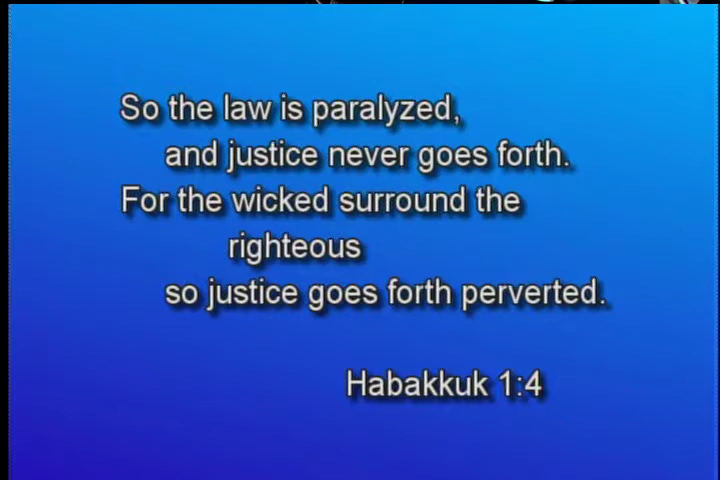 So the law is paralyzed,
and justice never goes forth.
For the wicked surround the
righteous
so justice goes forth perverted.
Habakkuk 1:4